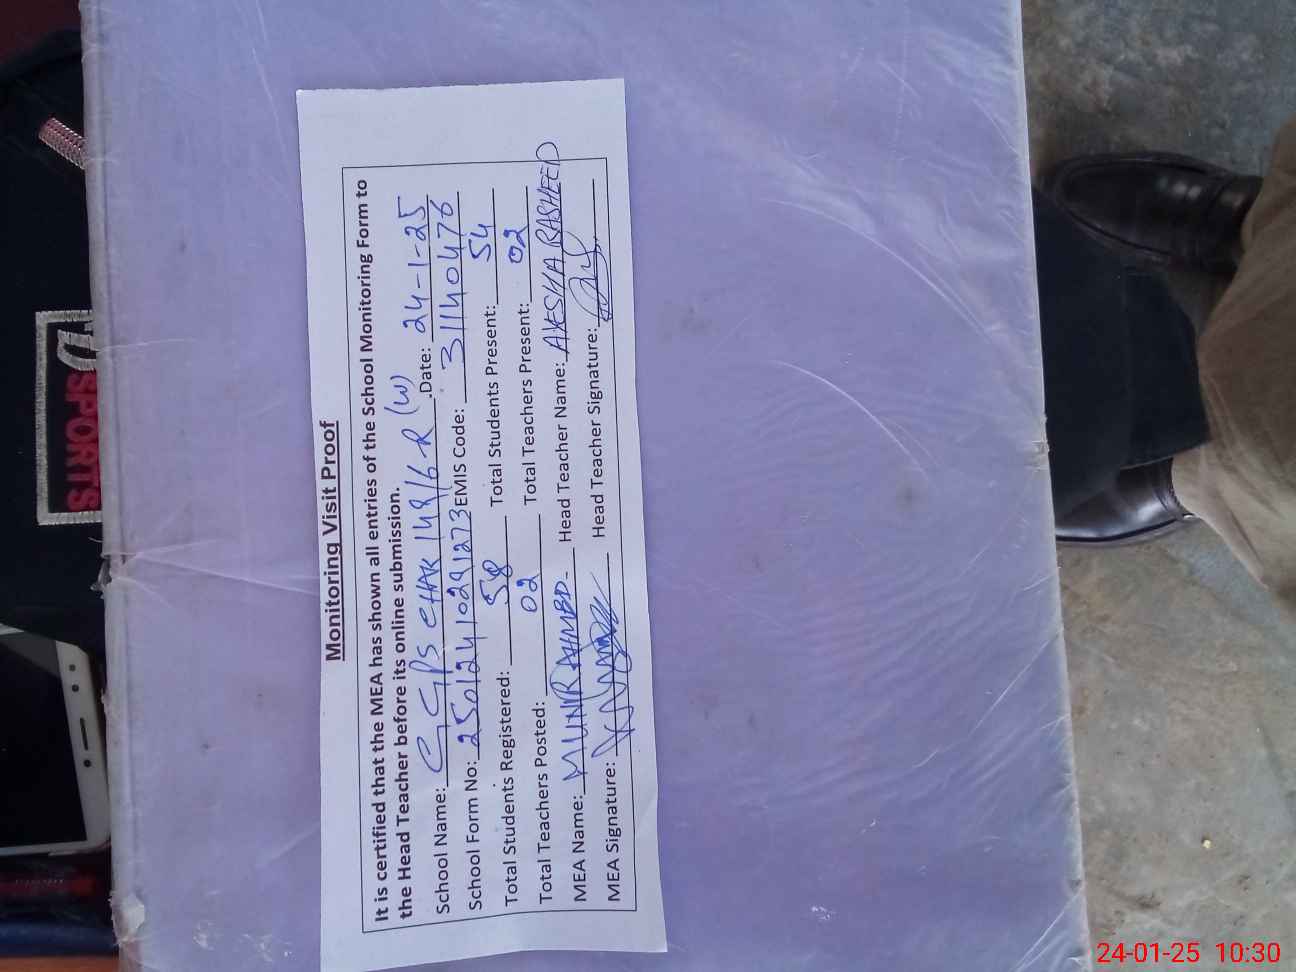 Monitoring Visit Proof
It is certified that the MEA has shown all entries of the School Monitoring Form to
the Head Teacher before its online submission.
School Name: GGPS CHAK 148/6-R (W) Date: 24-1-25
School Form No: 25012410291273 EMIS Code: 31140476
Total Students Registered: 58 Total Students Present: 54
Total Teachers Posted: 02 Total Teachers Present: 02
MEA Name: MUNIR AHMED Head Teacher Name: AYESHA RASHEED
MEA Signature: Head Teacher Signature:
SPORTS
24-01-25 10:30